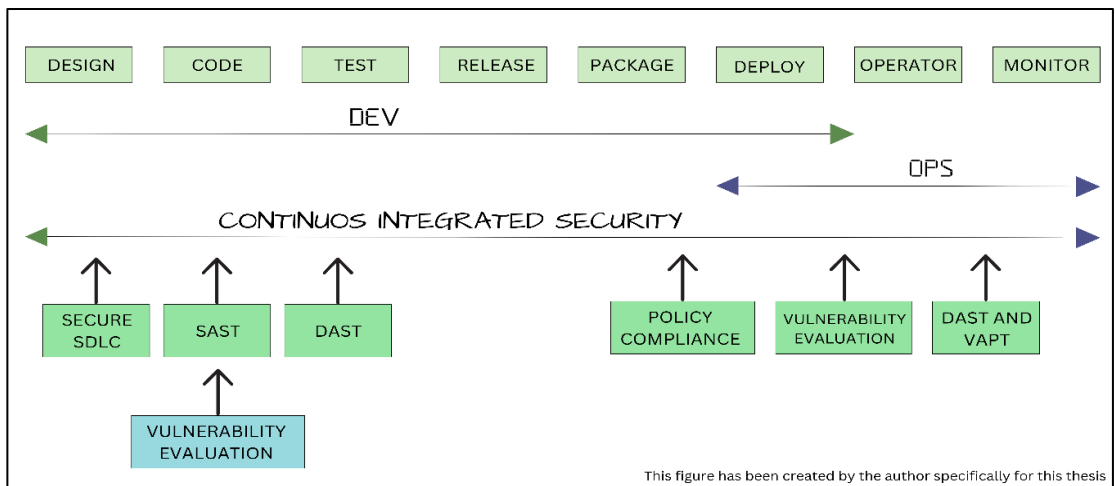 DESIGN
CODE
TEST
RELEASE
PACKAGE
DEPLOY
OPERATOR
MONITOR
DEV
OPS
CONTINUOS INTEGRATED SECURITY
SECURE
SDLC
SAST
DAST
POLICY
COMPLIANCE
VULNERABILITY
EVALUATION
DAST AND
VAPT
VULNERABILITY
EVALUATION
This figure has been created by the author specifically for this thesis